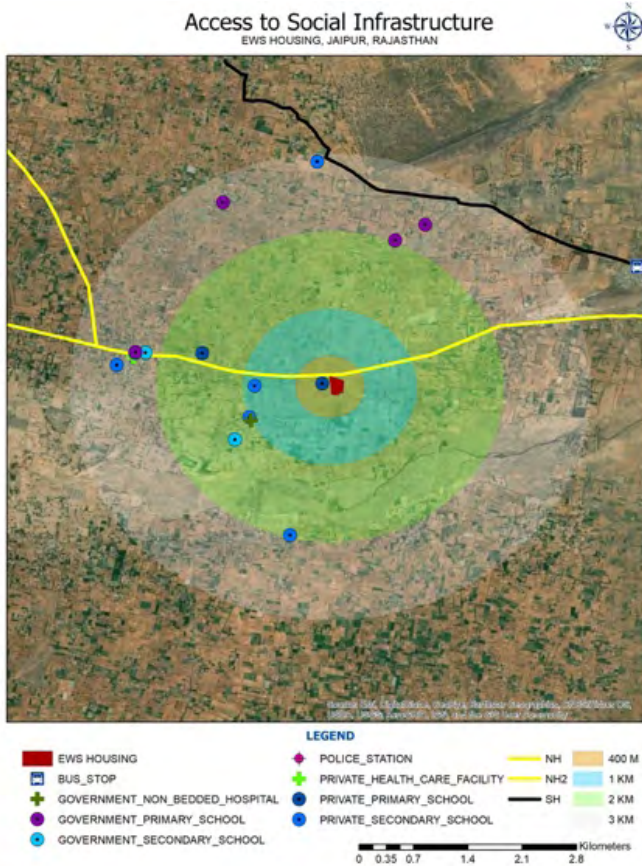 Access to Social Infrastructure
EWS HOUSING, JAIPUR, RAJASTHAN
N
W
S
LEGEND
EWS HOUSING
BUS_STOP
GOVERNMENT_NON_BEDDED_HOSPITAL
GOVERNMENT_PRIMARY_SCHOOL
GOVERNMENT_SECONDARY_SCHOOL
POLICE_STATION
PRIVATE_HEALTH_CARE_FACILITY
PRIVATE_PRIMARY_SCHOOL
PRIVATE_SECONDARY_SCHOOL
NH
NH2
SH
400 M
1 KM
2 KM
3 KM
Kilometers
0 0.35 0.7 1.4 2.1 2.8